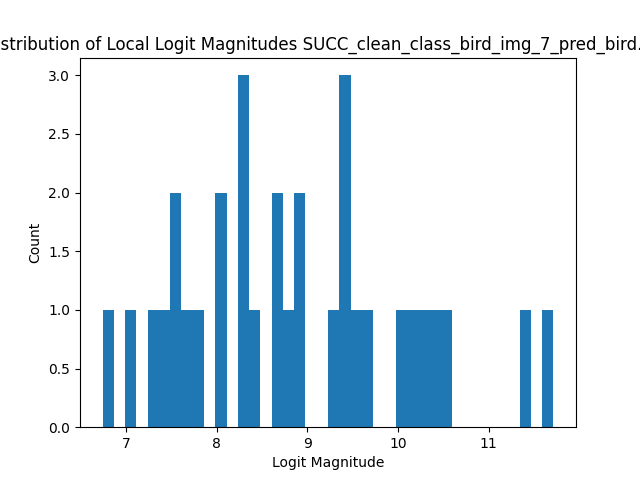 stribution of Local Logit Magnitudes SUCC_clean_class_bird_img_7_pred_bird.
3.0
2.5
2.0
1.5
1.0
0.5
0.0
Count
7 8 9 10 11
Logit Magnitude